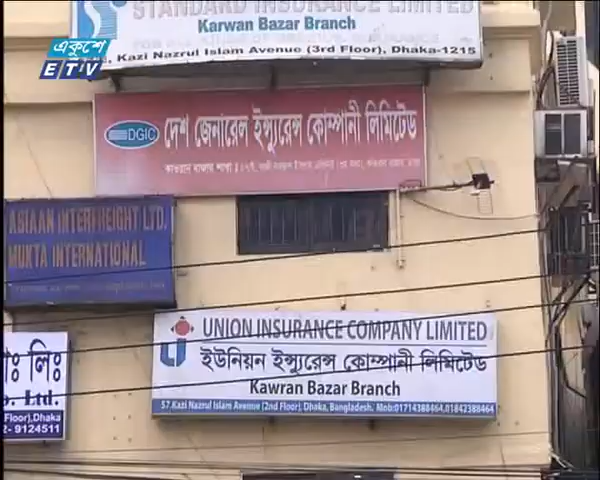 STANDARD INSURANCE LIMITED
Karwan Bazar Branch
Kazi Nazrul Islam Avenue (3rd Floor), Dhaka-1215
একুশে
ETV
DGIC
দেশ জেনারেল ইন্স্যুরেন্স কোম্পানী লিমিটেড
ASIAAN INTERFREIGHT LTD.
MUKTA INTERNATIONAL
UNION INSURANCE COMPANY LIMITED
ইউনিয়ন ইন্স্যুরেন্স কোম্পানী লিমিটেড
Kawran Bazar Branch
57 Kazi Nazrul Islam Avenue (2nd Floor), Dhaka, Bangladesh. Mob:01714388464,01842388464
লিঃ
Ltd.
Floor), Dhaka
9124511